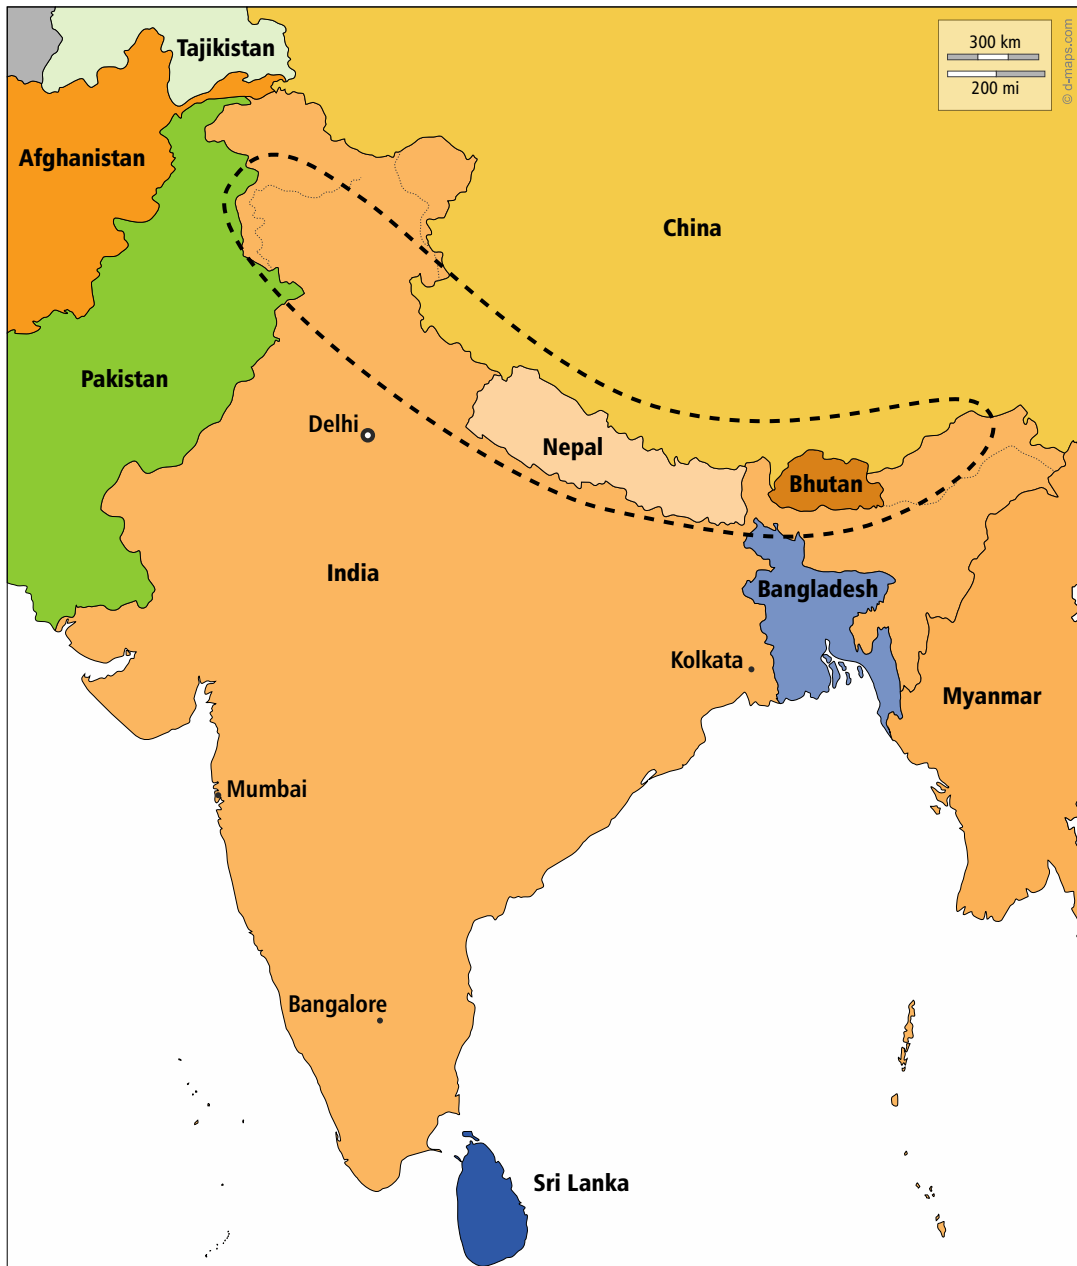 Tajikistan
300 km
200 mi
© d-maps.com
Afghanistan
China
Pakistan
Delhi
Nepal
Bhutan
India
Bangladesh
Kolkata
Myanmar
Mumbai
Bangalore
Sri Lanka